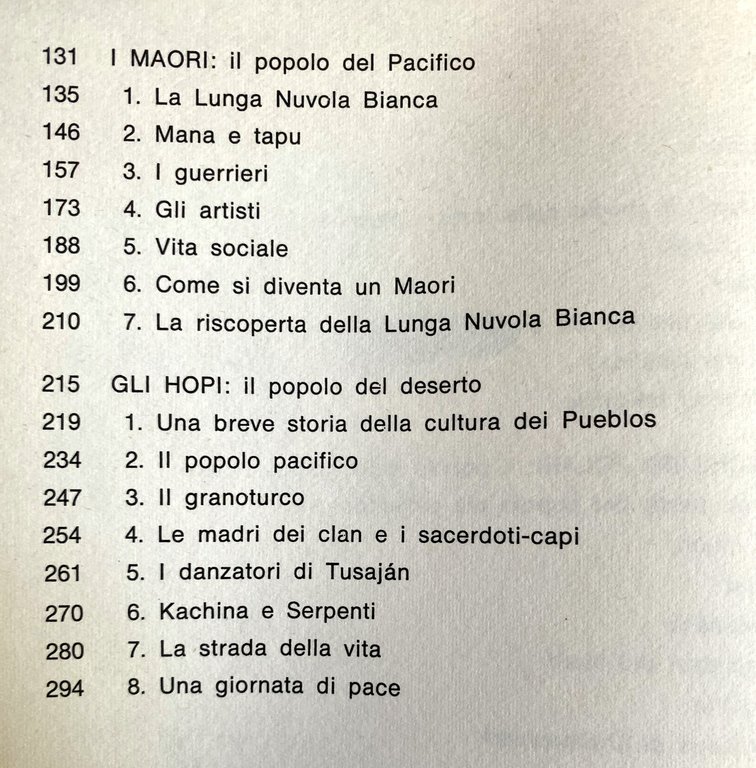 131 I MAORI: il popolo del Pacifico
135 1. La Lunga Nuvola Bianca
146 2. Mana e tapu
157 3. I guerrieri
173 4. Gli artisti
188 5. Vita sociale
199 6. Come si diventa un Maori
210 7. La riscoperta della Lunga Nuvola Bianca
215 GLI HOPI: il popolo del deserto
219 1. Una breve storia della cultura dei Pueblos
234 2. Il popolo pacifico
247 3. Il granoturco
254 4. Le madri dei clan e i sacerdoti-capi
261 5. I danzatori di Tusaján
270 6. Kachina e Serpenti
280 7. La strada della vita
294 8. Una giornata di pace